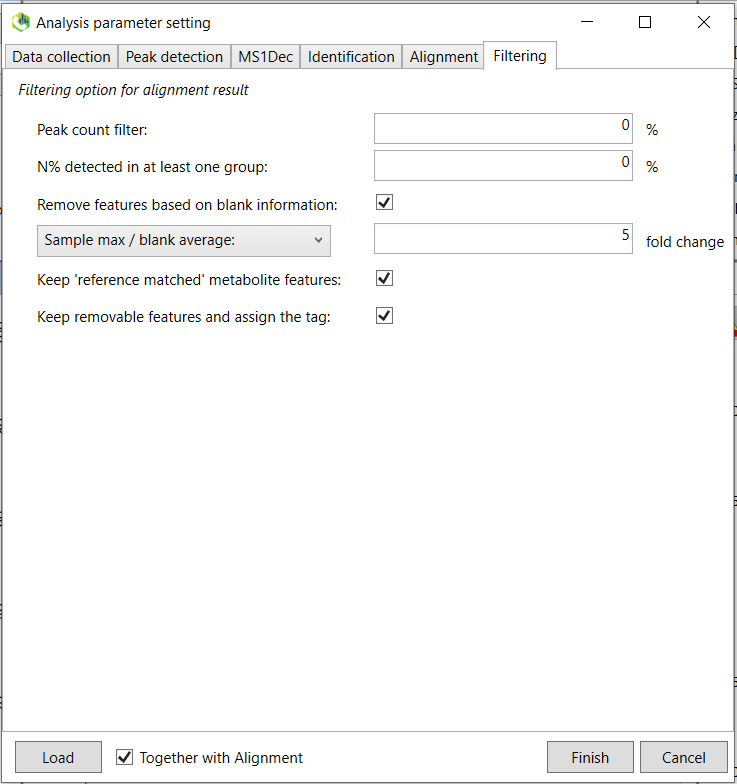 Analysis parameter setting
Data collection Peak detection MS1Dec Identification Alignment Filtering
Filtering option for alignment result
Peak count filter: 0 %
N% detected in at least one group: 0 %
Remove features based on blank information:
Sample max / blank average: 5 fold change
Keep 'reference matched' metabolite features:
Keep removable features and assign the tag:
Load Together with Alignment Finish Cancel